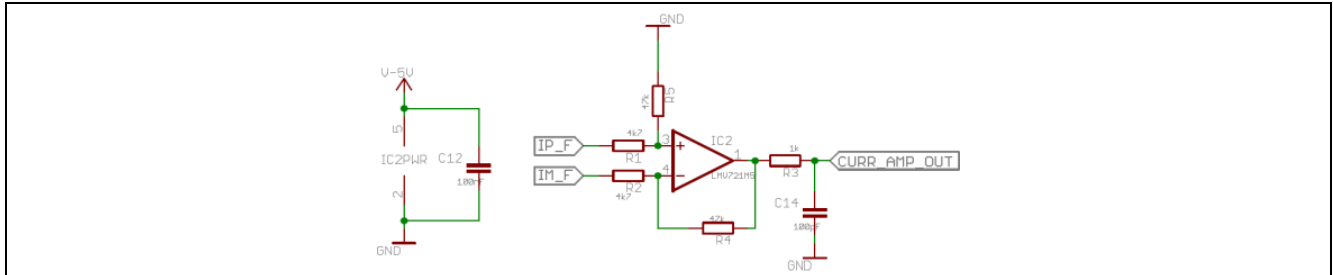 GND
V-5V
5
IC2PWR
2
C12
100nF
GND
47k
R5
IP_F
4k7
R1
3
+
IC2
1
LMV721M5
IM_F
R2
4k7
4
-
47k
R4
1k
R3
CURR_AMP_OUT
C14
100pF
GND